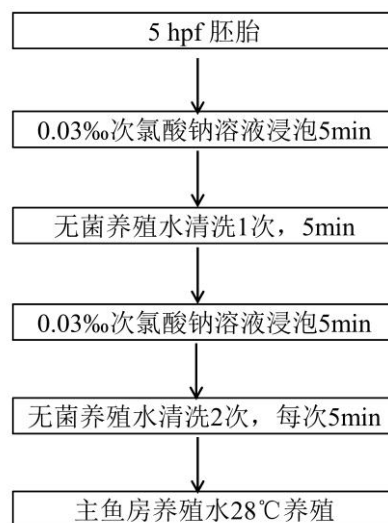 5 hpf 胚胎
0.03‰次氯酸钠溶液浸泡5min
无菌养殖水清洗1次，5min
0.03‰次氯酸钠溶液浸泡5min
无菌养殖水清洗2次，每次5min
主鱼房养殖水28℃养殖